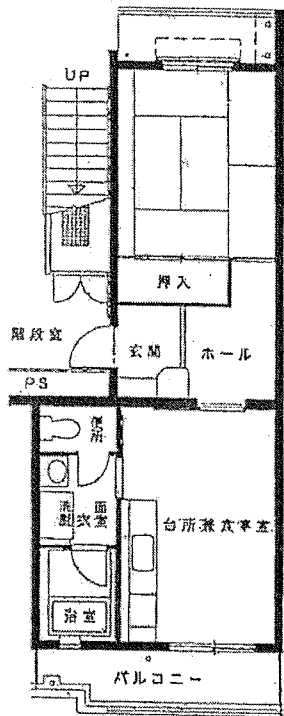 UP
押入
階段室
玄関
ホール
PS
便所
洗面
脱衣室
台所兼食事室
浴室
バルコニー